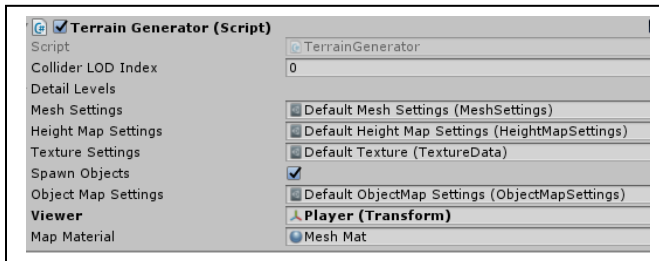 Terrain Generator (Script)
Script TerrainGenerator
Collider LOD Index 0
Detail Levels
Mesh Settings Default Mesh Settings (MeshSettings)
Height Map Settings Default Height Map Settings (HeightMapSettings)
Texture Settings Default Texture (TextureData)
Spawn Objects
Object Map Settings Default ObjectMap Settings (ObjectMapSettings)
Viewer Player (Transform)
Map Material Mesh Mat